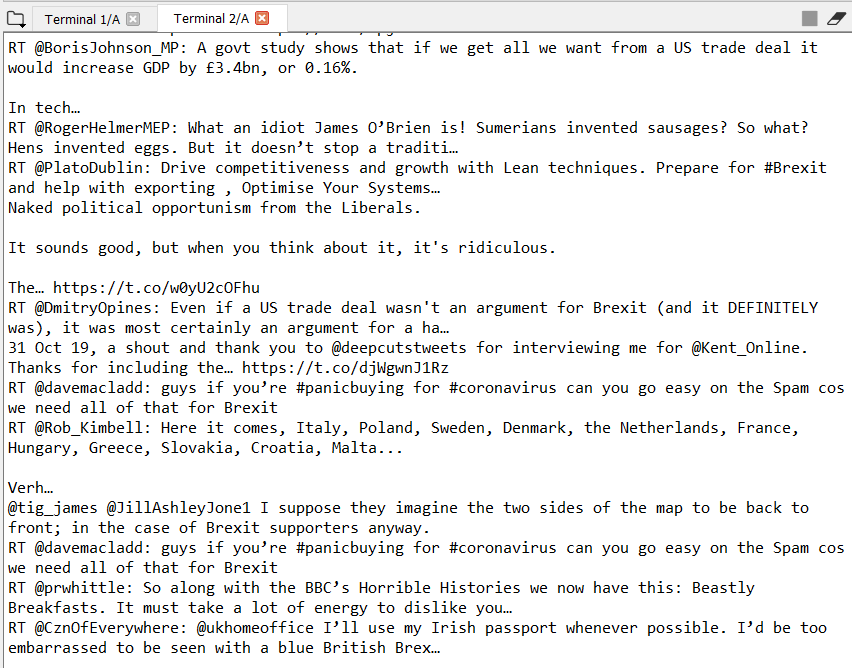 Terminal 1/A
Terminal 2/A
RT @BorisJohnson_MP: A govt study shows that if we get all we want from a US trade deal it
would increase GDP by £3.4bn, or 0.16%.
In tech…
RT @RogerHelmerMEP: What an idiot James O’Brien is! Sumerians invented sausages? So what?
Hens invented eggs. But it doesn’t stop a traditi…
RT @PlatoDublin: Drive competitiveness and growth with Lean techniques. Prepare for #Brexit
and help with exporting , Optimise Your Systems…
Naked political opportunism from the Liberals.
It sounds good, but when you think about it, it's ridiculous.
The… https://t.co/w0yU2cOFhu
RT @DmitryOpines: Even if a US trade deal wasn't an argument for Brexit (and it DEFINITELY
was), it was most certainly an argument for a ha…
31 Oct 19, a shout and thank you to @deepcutstweets for interviewing me for @Kent_Online.
Thanks for including the… https://t.co/djWgwnJ1Rz
RT @davemacladd: guys if you’re #panicbuying for #coronavirus can you go easy on the Spam cos
we need all of that for Brexit
RT @Rob_Kimbell: Here it comes, Italy, Poland, Sweden, Denmark, the Netherlands, France,
Hungary, Greece, Slovakia, Croatia, Malta...
Verh…
@tig_james @JillAshleyJone1 I suppose they imagine the two sides of the map to be back to
front; in the case of Brexit supporters anyway.
RT @davemacladd: guys if you’re #panicbuying for #coronavirus can you go easy on the Spam cos
we need all of that for Brexit
RT @prwhittle: So along with the BBC’s Horrible Histories we now have this: Beastly
Breakfasts. It must take a lot of energy to dislike you…
RT @CznOfEverywhere: @ukhomeoffice I’ll use my Irish passport whenever possible. I’d be too
embarrassed to be seen with a blue British Brex…